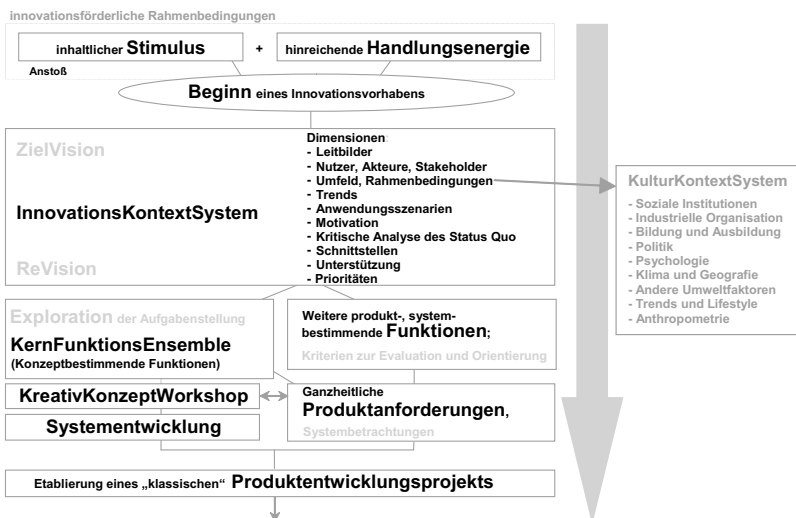 innovationsförderliche Rahmenbedingungen
inhaltlicher Stimulus + hinreichende Handlungsenergie
Anstoß
Beginn eines Innovationsvorhabens
ZielVision
InnovationsKontextSystem
ReVision
Dimensionen:
- Leitbilder
- Nutzer, Akteure, Stakeholder
- Umfeld, Rahmenbedingungen
- Trends
- Anwendungsszenarien
- Motivation
- Kritische Analyse des Status Quo
- Schnittstellen
- Unterstützung
- Prioritäten
KulturKontextSystem
- Soziale Institutionen
- Industrielle Organisation
- Bildung und Ausbildung
- Politik
- Psychologie
- Klima und Geografie
- Andere Umweltfaktoren
- Trends und Lifestyle
- Anthropometrie
Exploration der Aufgabenstellung
KernFunktionsEnsemble
(Konzeptbestimmende Funktionen)
Weitere produkt-, system-
bestimmende Funktionen;
Kriterien zur Evaluation und Orientierung
KreativKonzeptWorkshop
Systementwicklung
Ganzheitliche
Produktanforderungen,
Systembetrachtungen
Etablierung eines „klassischen“ Produktentwicklungsprojekts